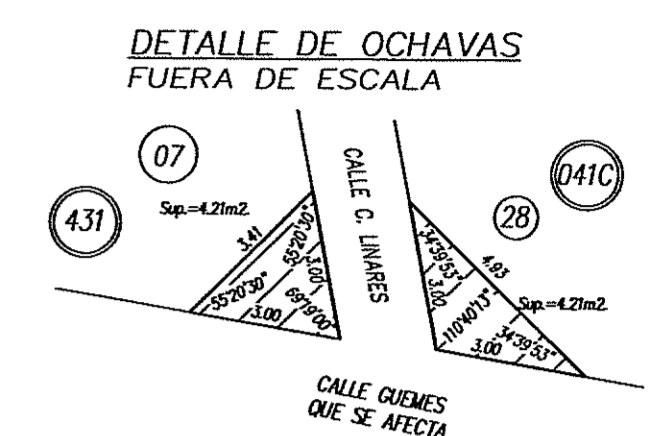 DETALLE DE OCHAVAS
FUERA DE ESCALA
07
431
Sup.=4.21m2.
3.41
55°20'30"
3.00
55°20'30"
3.00
69°19'00"
CALLE C. LINARES
041C
28
34°39'53"
4.93
3.00
110°40'13"
Sup.=4.21m2.
34°39'53"
3.00
CALLE GUEMES
QUE SE AFECTA